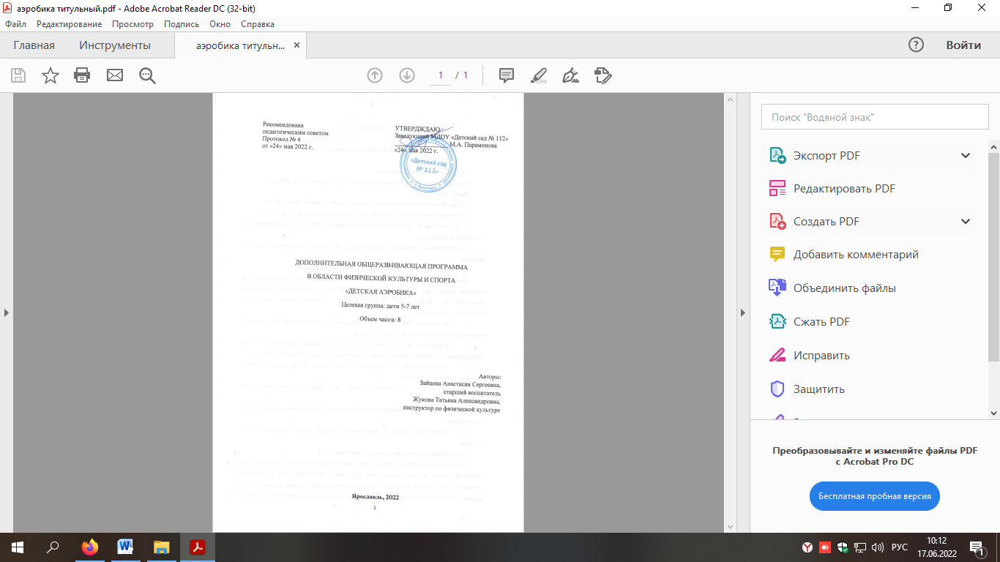 аэробика титульный.pdf - Adobe Acrobat Reader DC (32-bit)
Файл Редактирование Просмотр Подпись Окно Справка
Главная Инструменты аэробика титульн... ×
Войти
1 / 1
Рекомендована
педагогическим советом
Протокол № 4
от «24» мая 2022 г.
УТВЕРДЖДАЮ
Заведующий МДОУ «Детский сад № 112»
М.А. Парамонова
«24» мая 2022 г.
«Детский сад
№ 112»
ДОПОЛНИТЕЛЬНАЯ ОБЩЕРАЗВИВАЮЩАЯ ПРОГРАММА
В ОБЛАСТИ ФИЗИЧЕСКОЙ КУЛЬТУРЫ И СПОРТА
«ДЕТСКАЯ АЭРОБИКА»
Целевая группа: дети 5-7 лет
Объем часов: 8
Авторы:
Зайцева Анастасия Сергеевна,
старший воспитатель
Жукова Татьяна Александровна,
инструктор по физической культуре
Ярославль, 2022
1
Поиск "Водяной знак"
Экспорт PDF
Редактировать PDF
Создать PDF
Добавить комментарий
Объединить файлы
Сжать PDF
Исправить
Защитить
Преобразовывайте и изменяйте файлы PDF
с Acrobat Pro DC
Бесплатная пробная версия
РУС
10:12
17.06.2022
1